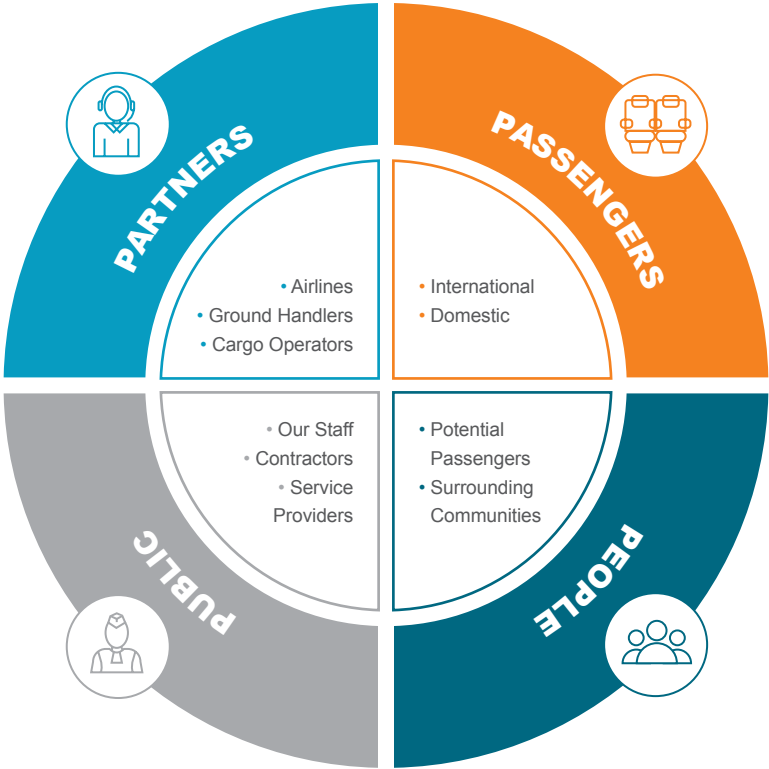 PARTNERS
• Airlines
• Ground Handlers
• Cargo Operators
PASSENGERS
• International
• Domestic
• Our Staff
• Contractors
• Service
Providers
PUBLIC
• Potential
Passengers
• Surrounding
Communities
PEOPLE